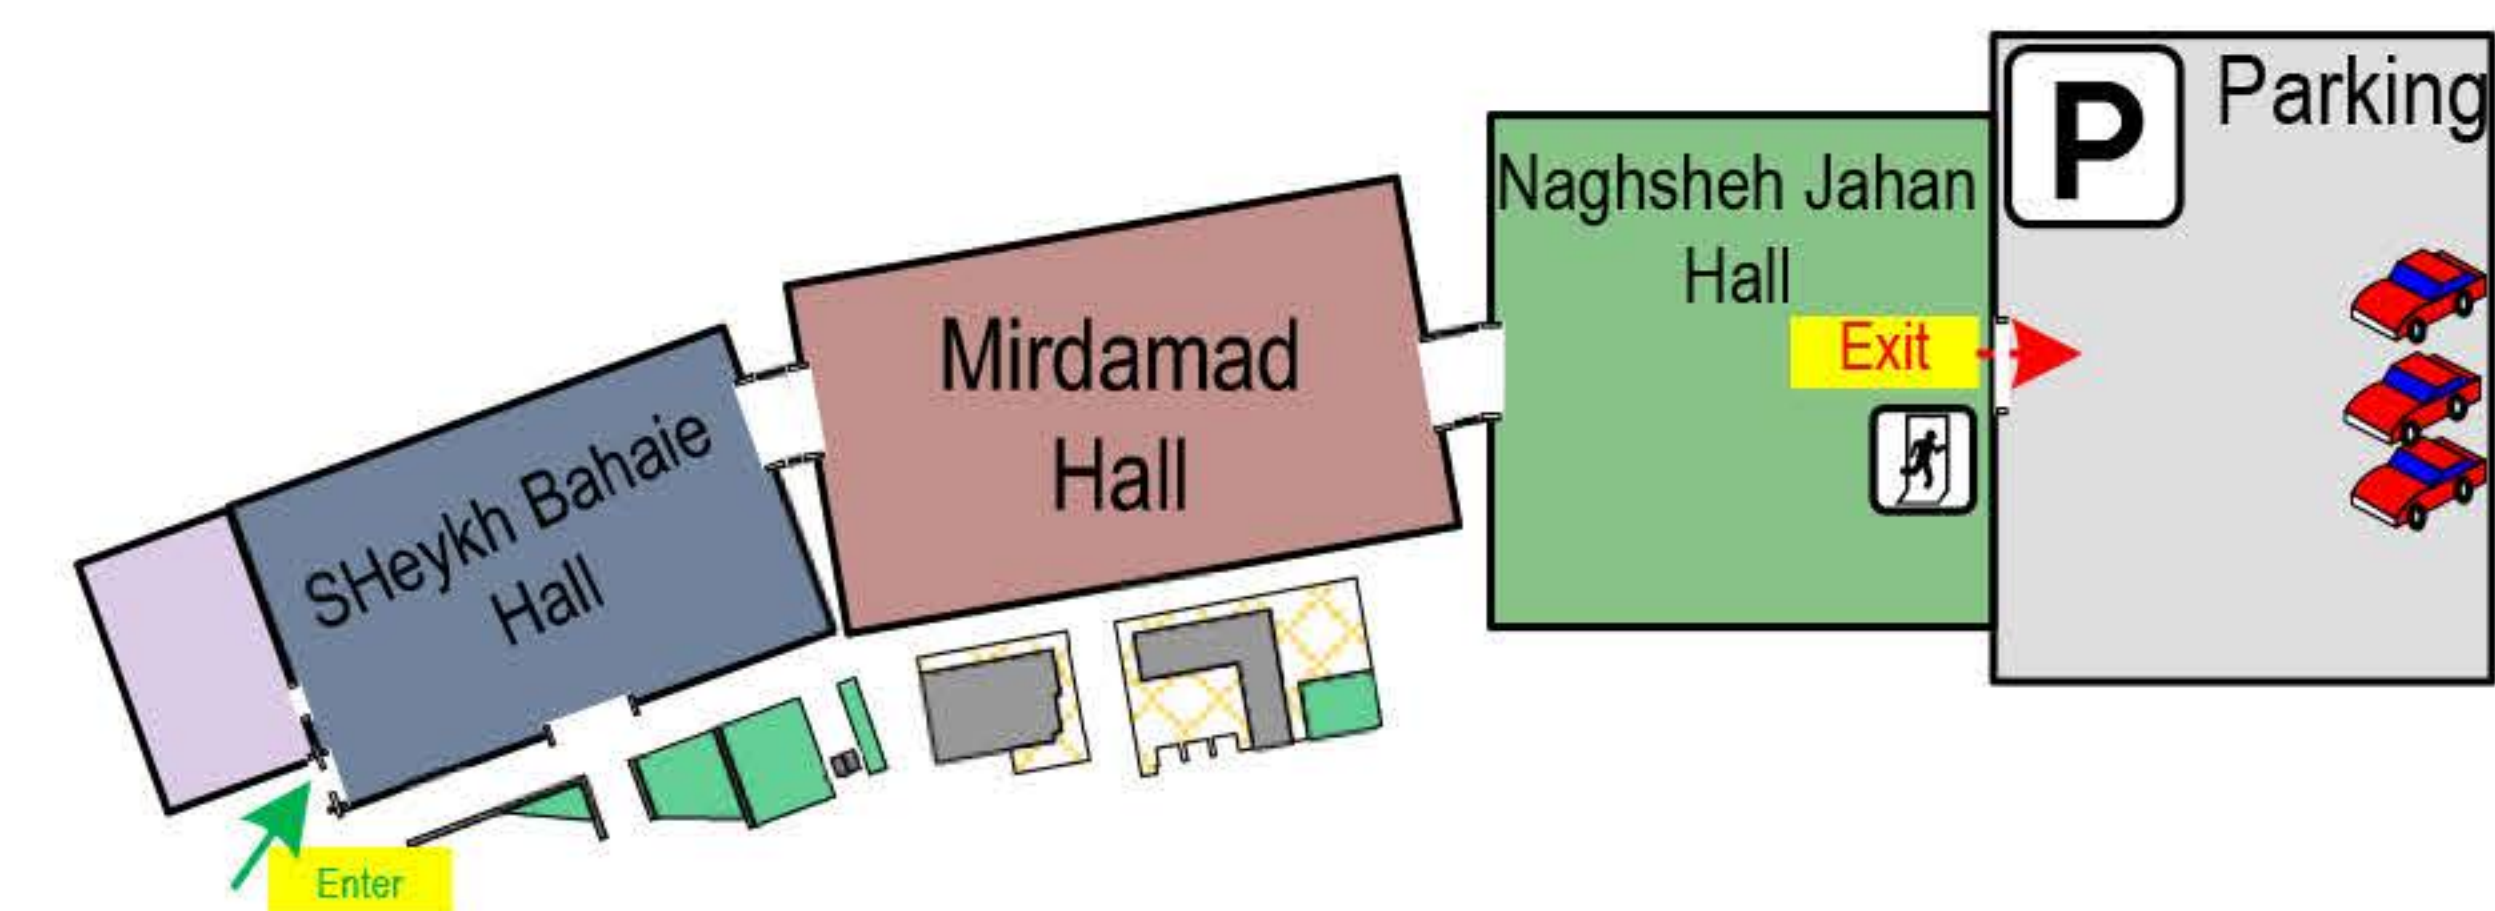 SHeykh Bahaie
Hall
Mirdamad
Hall
Naghsheh Jahan
Hall
Exit
P
Parking
Enter